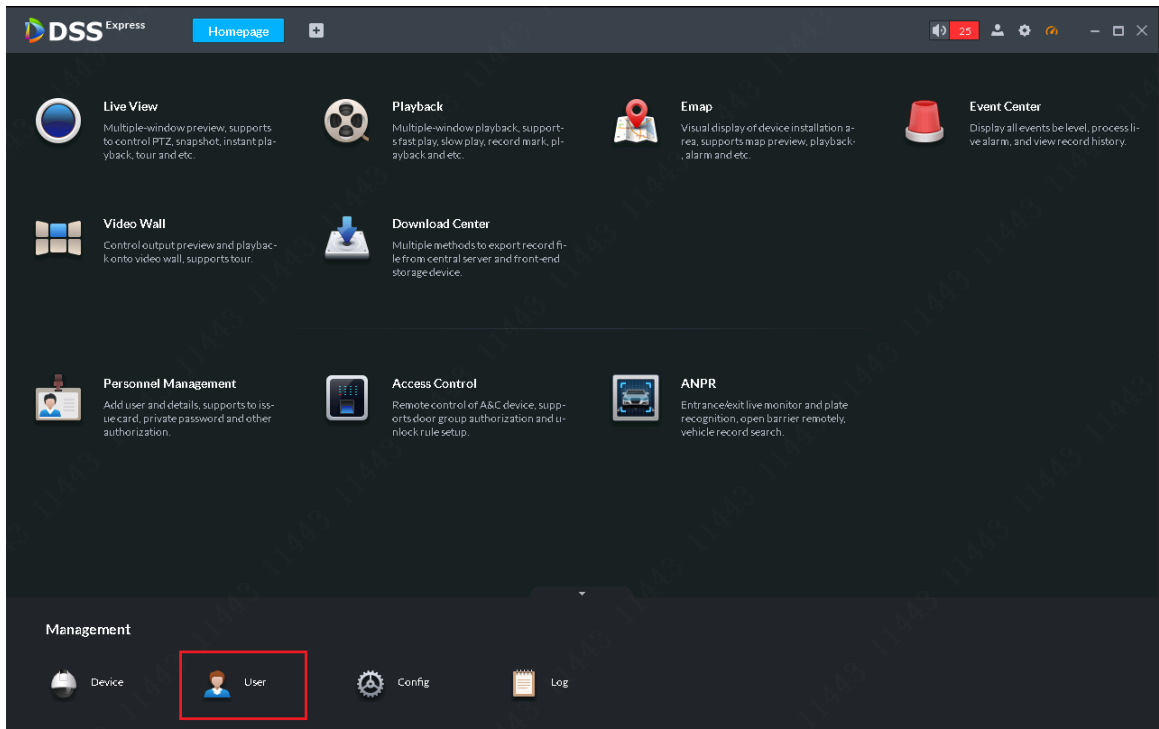 DSS Express
Homepage
25
Live View
Multiple-window preview, supports
to control PTZ, snapshot, instant pla-
yback, tour and etc.
Playback
Multiple-window playback, support-
s fast play, slow play, record mark, pl-
ayback and etc.
Emap
Visual display of device installation a-
rea, supports map preview, playback-
, alarm and etc.
Event Center
Display all events be level, process li-
ve alarm, and view record history.
Video Wall
Control output preview and playbac-
k onto video wall, supports tour.
Download Center
Multiple methods to export record fi-
le from central server and front-end
storage device.
Personnel Management
Add user and details, supports to iss-
ue card, private password and other
authorization.
Access Control
Remote control of A&C device, supp-
orts door group authorization and u-
nlock rule setup.
ANPR
Entrance/exit live monitor and plate
recognition, open barrier remotely,
vehicle record search.
Management
Device
User
Config
Log
11443